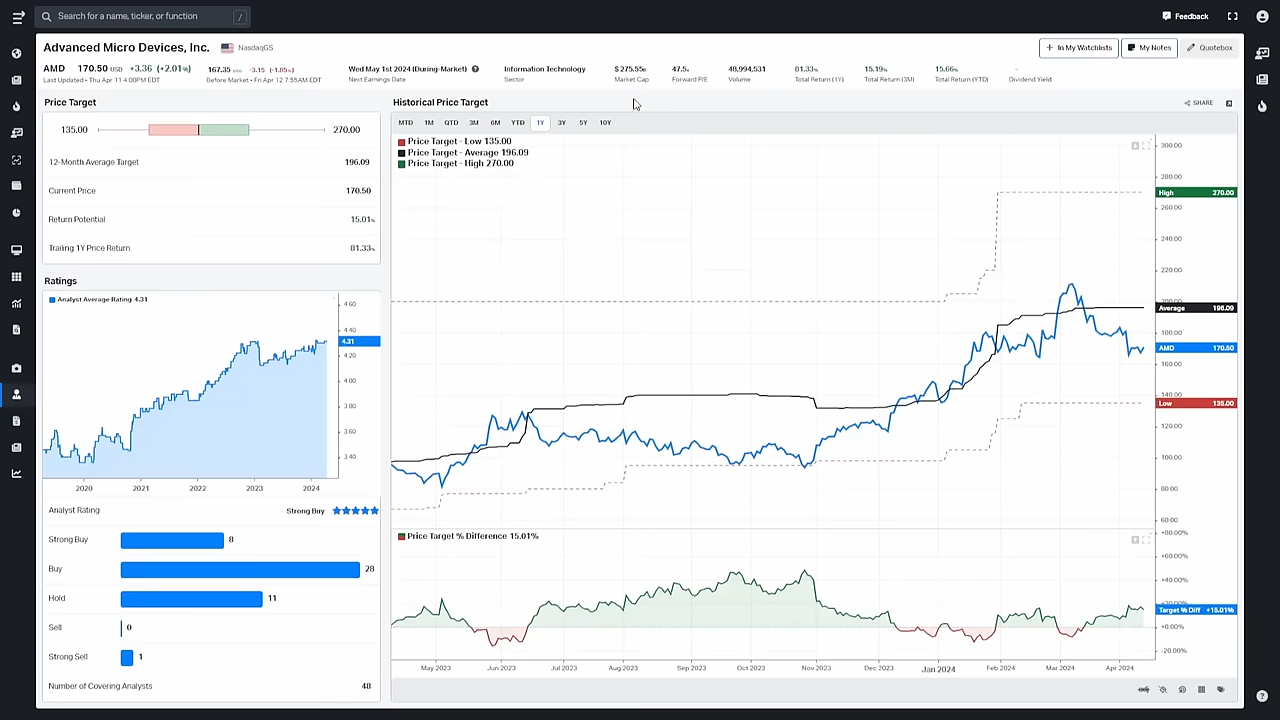 Search for a name, ticker, or function
/
Feedback
Advanced Micro Devices, Inc.
NasdaqGS
In My Watchlists
My Notes
Quotebox
AMD 170.50 USD +3.36 (+2.01%)
Last Updated • Thu Apr 11 4:00PM EDT
167.35 USD -3.15 (-1.85%)
Before Market • Fri Apr 12 7:55AM EDT
Wed May 1st 2024 (During-Market)
Next Earnings Date
Information Technology
Sector
$275.55B
Market Cap
47.5x
Forward P/E
48,994,531
Volume
81.33%
Total Return (1Y)
15.19%
Total Return (3M)
15.66%
Total Return (YTD)
-
Dividend Yield
Price Target
135.00
270.00
12-Month Average Target 196.09
Current Price 170.50
Return Potential 15.01%
Trailing 1Y Price Return 81.33%
Ratings
Analyst Average Rating 4.31
4.60
4.40
4.31
4.20
4.00
3.80
3.60
3.40
2020 2021 2022 2023 2024
Analyst Rating Strong Buy
Strong Buy 8
Buy 28
Hold 11
Sell 0
Strong Sell 1
Number of Covering Analysts 48
Historical Price Target
SHARE
MTD 1M QTD 3M 6M YTD 1Y 3Y 5Y 10Y
Price Target - Low 135.00
Price Target - Average 196.09
Price Target - High 270.00
300.00
280.00
High 270.00
260.00
240.00
220.00
200.00
Average 196.09
180.00
AMD 170.50
160.00
140.00
Low 135.00
120.00
100.00
80.00
60.00
Price Target % Difference 15.01%
+80.00%
+60.00%
+40.00%
+20.00%
Target % Diff +15.01%
+0.00%
-20.00%
May 2023 Jun 2023 Jul 2023 Aug 2023 Sep 2023 Oct 2023 Nov 2023 Dec 2023 Jan 2024 Feb 2024 Mar 2024 Apr 2024